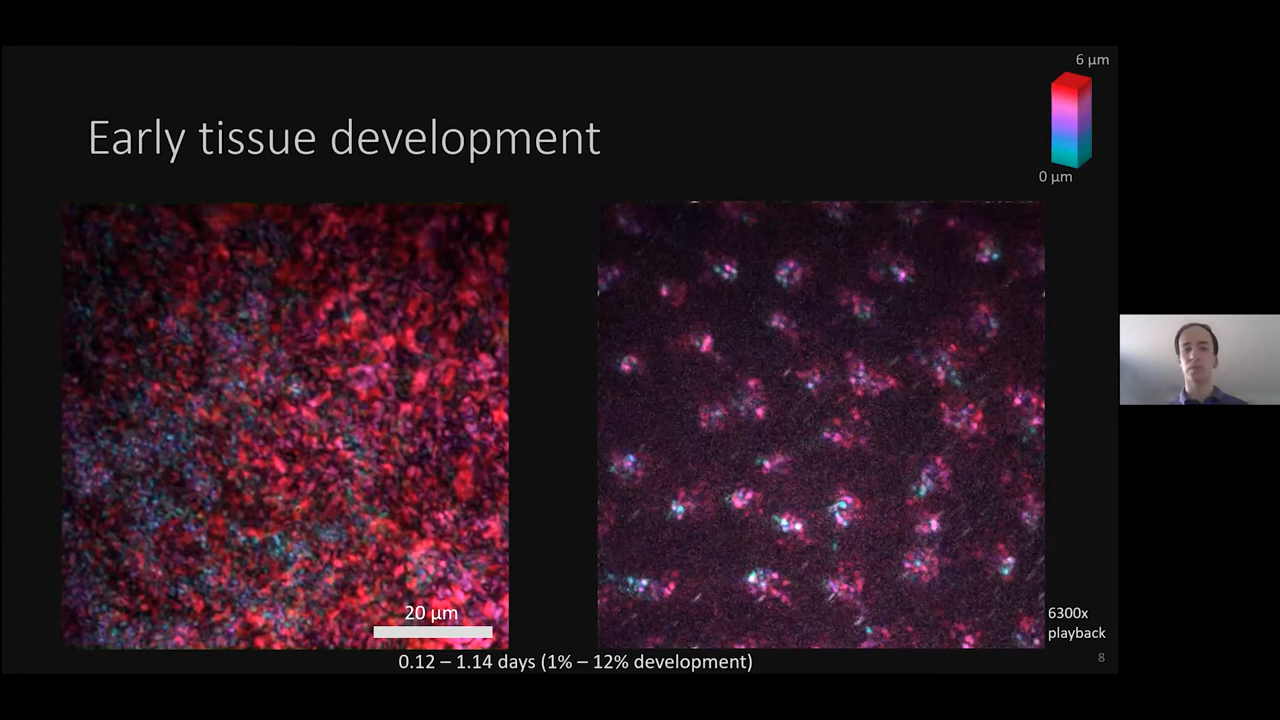 6 µm
Early tissue development
0 µm
20 µm
6300x
playback
0.12 – 1.14 days (1% – 12% development)
8